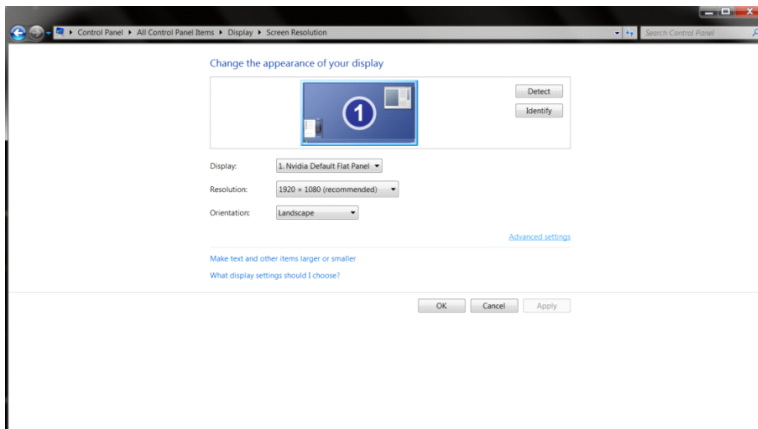 Control Panel ▸ All Control Panel Items ▸ Display ▸ Screen Resolution
Search Control Panel
Change the appearance of your display
1
Detect
Identify
Display: 1. Nvidia Default Flat Panel
Resolution: 1920 × 1080 (recommended)
Orientation: Landscape
Advanced settings
Make text and other items larger or smaller
What display settings should I choose?
OK Cancel Apply